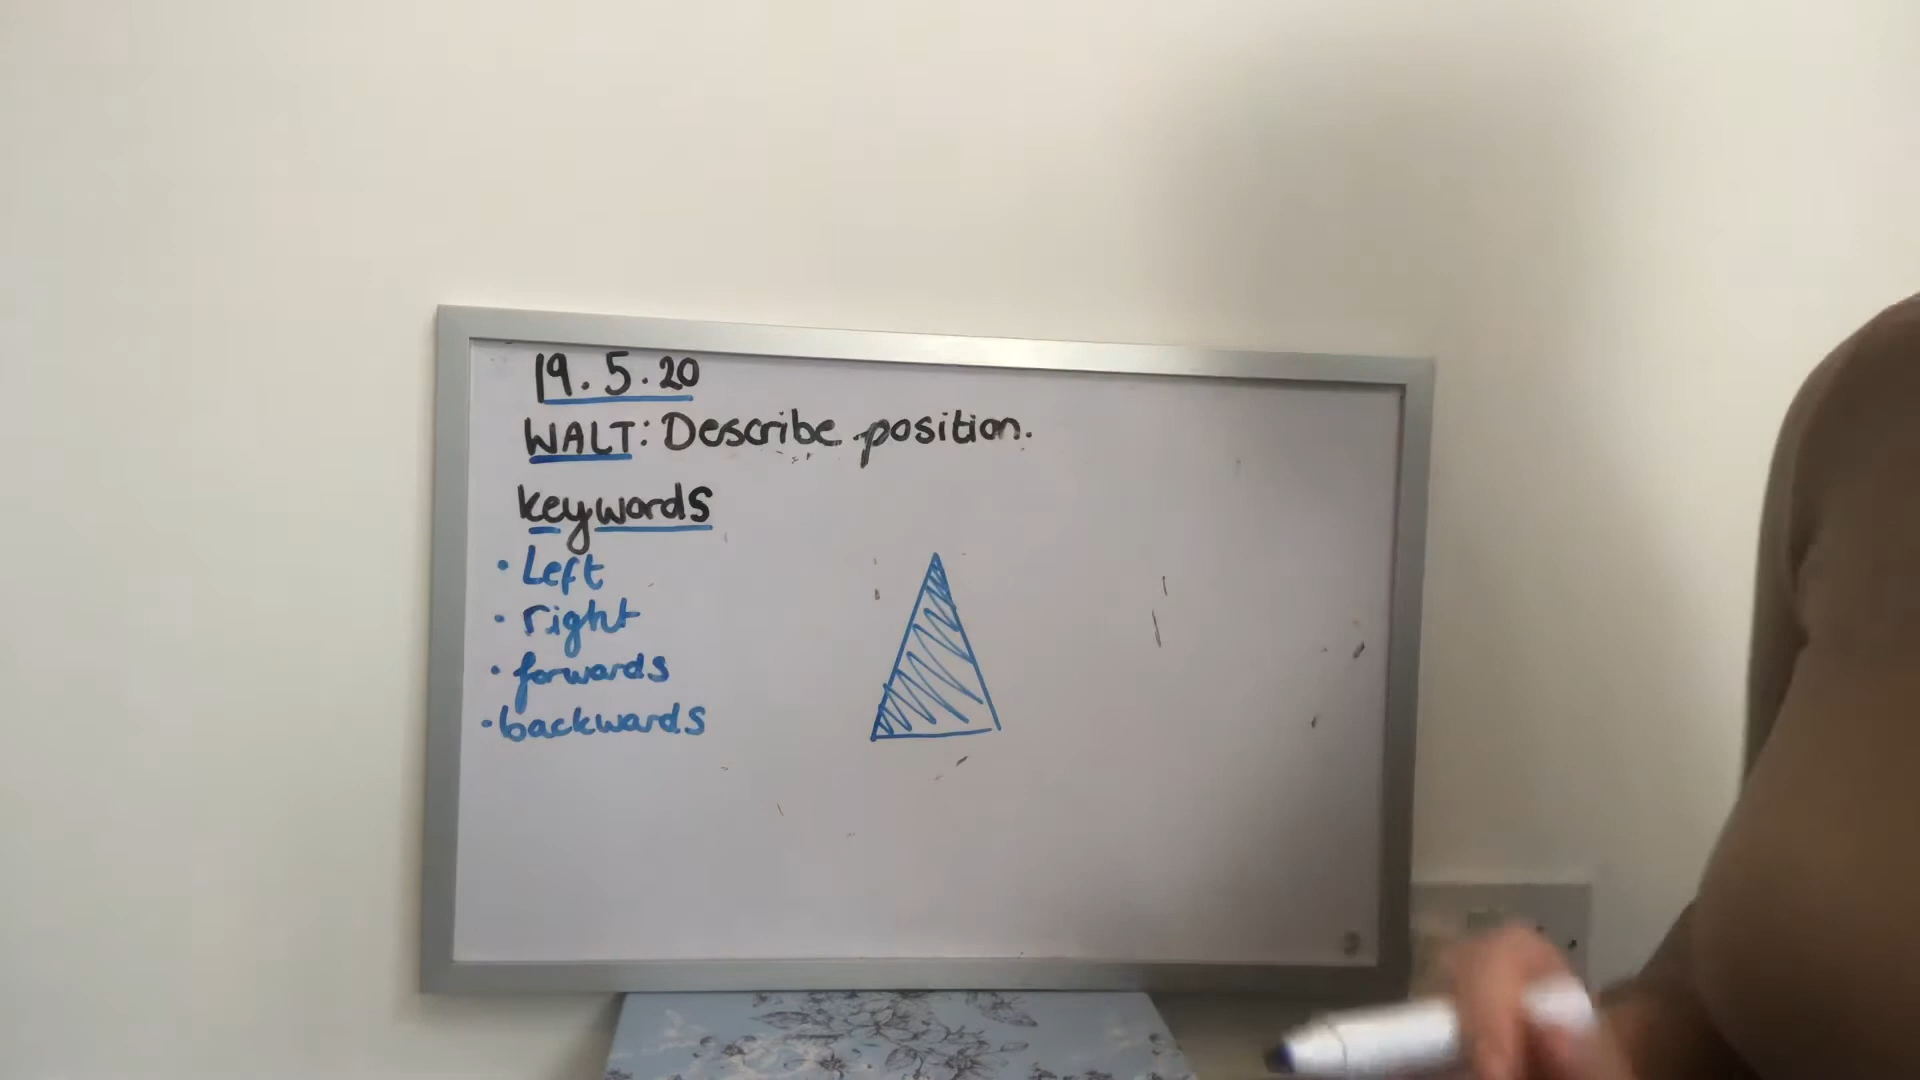 19.5.20
WALT: Describe position.
keywords
• Left
• right
• forwards
• backwards